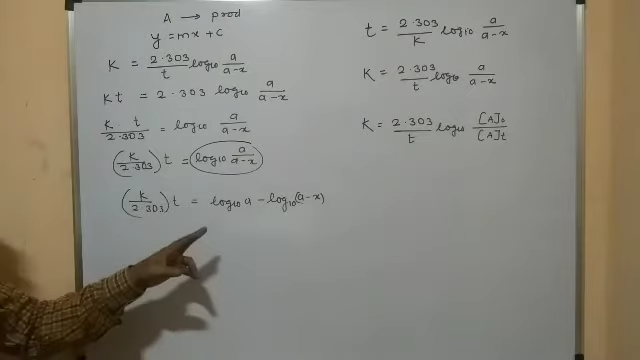 A → prod
y = mx + c
K = 2.303/t log10 a/a-x
Kt = 2.303 log10 a/a-x
K t/2.303 = log10 a/a-x
(K/2.303) t = log10 a/a-x
(K/2.303) t = log10 a - log10 (a-x)
t = 2.303/K log10 a/a-x
K = 2.303/t log10 a/a-x
K = 2.303/t log10 [A]0/[A]t